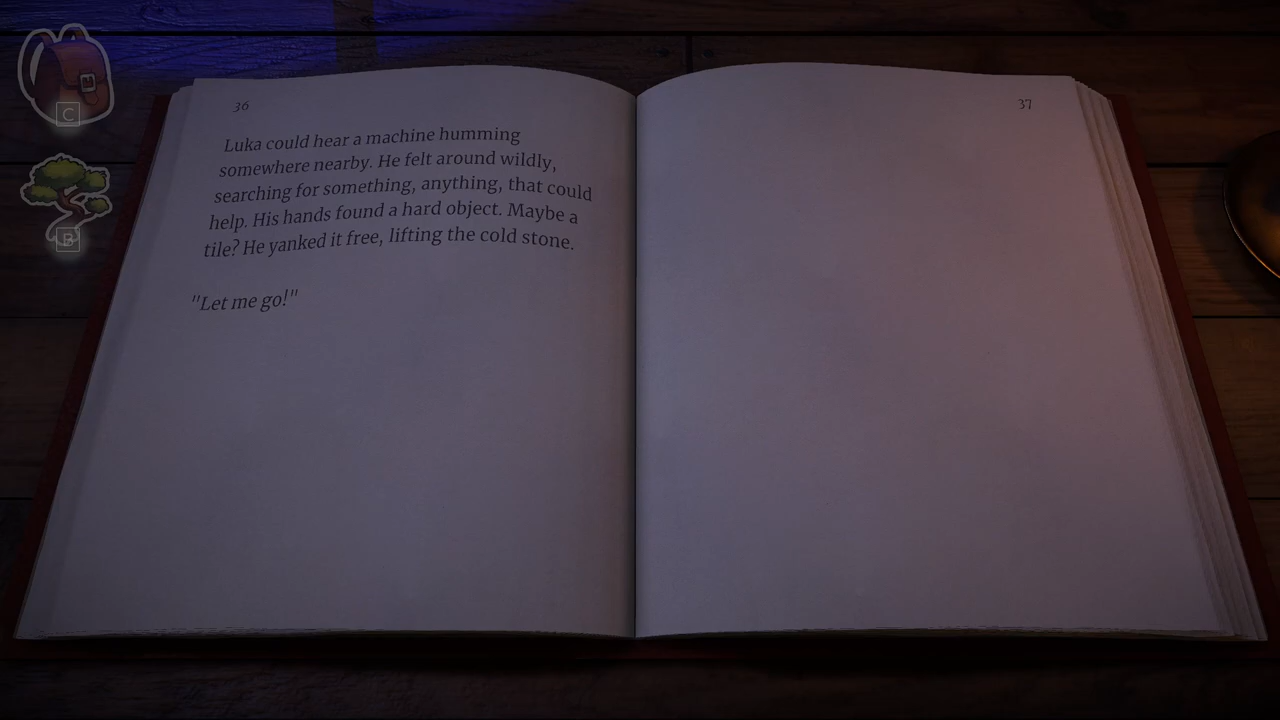 C
B
36
Luka could hear a machine humming
somewhere nearby. He felt around wildly,
searching for something, anything, that could
help. His hands found a hard object. Maybe a
tile? He yanked it free, lifting the cold stone.
"Let me go!"
37